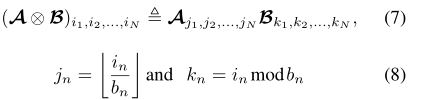 (𝓐 ⊗ 𝓑)_{i_1,i_2,...,i_N} ≜ 𝓐_{j_1,j_2,...,j_N} 𝓑_{k_1,k_2,...,k_N}, (7)
j_n = ⌊i_n / b_n⌋ and k_n = i_n mod b_n (8)